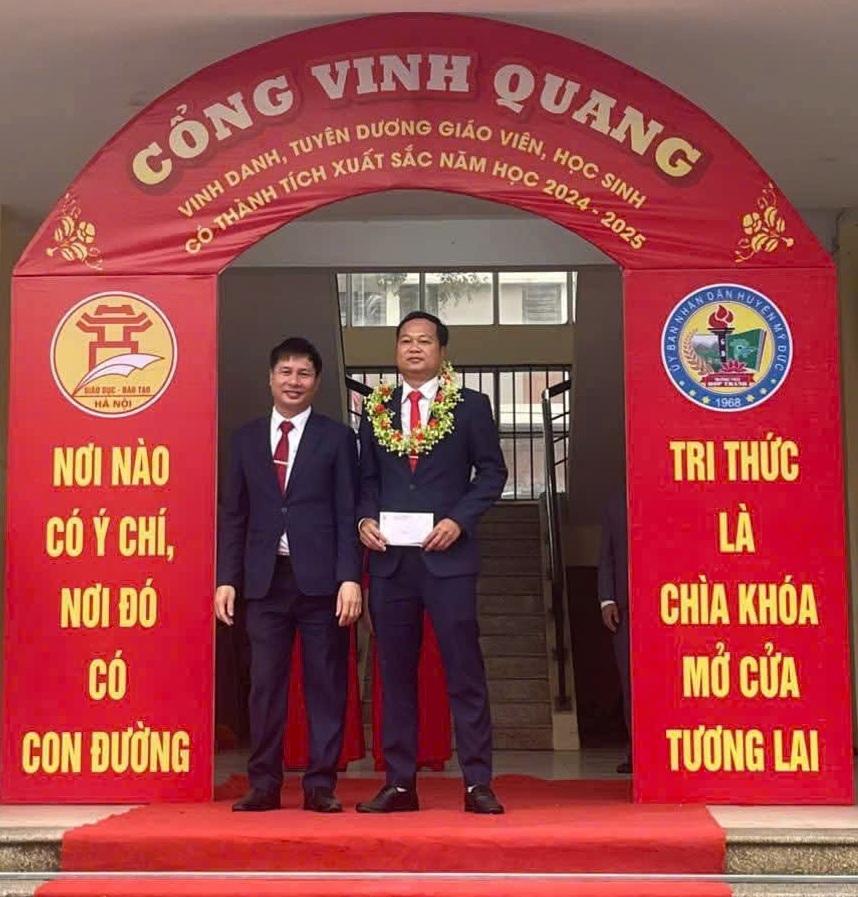 CỔNG VINH QUANG
VINH DANH, TUYÊN DƯƠNG GIÁO VIÊN, HỌC SINH
CÓ THÀNH TÍCH XUẤT SẮC NĂM HỌC 2024 - 2025
GIÁO DỤC - ĐÀO TẠO
HÀ NỘI
NƠI NÀO
CÓ Ý CHÍ,
NƠI ĐÓ
CÓ
CON ĐƯỜNG
ỦY BAN NHÂN DÂN HUYỆN MỸ ĐỨC
HỢP THANH
1968
TRI THỨC
LÀ
CHÌA KHÓA
MỞ CỬA
TƯƠNG LAI